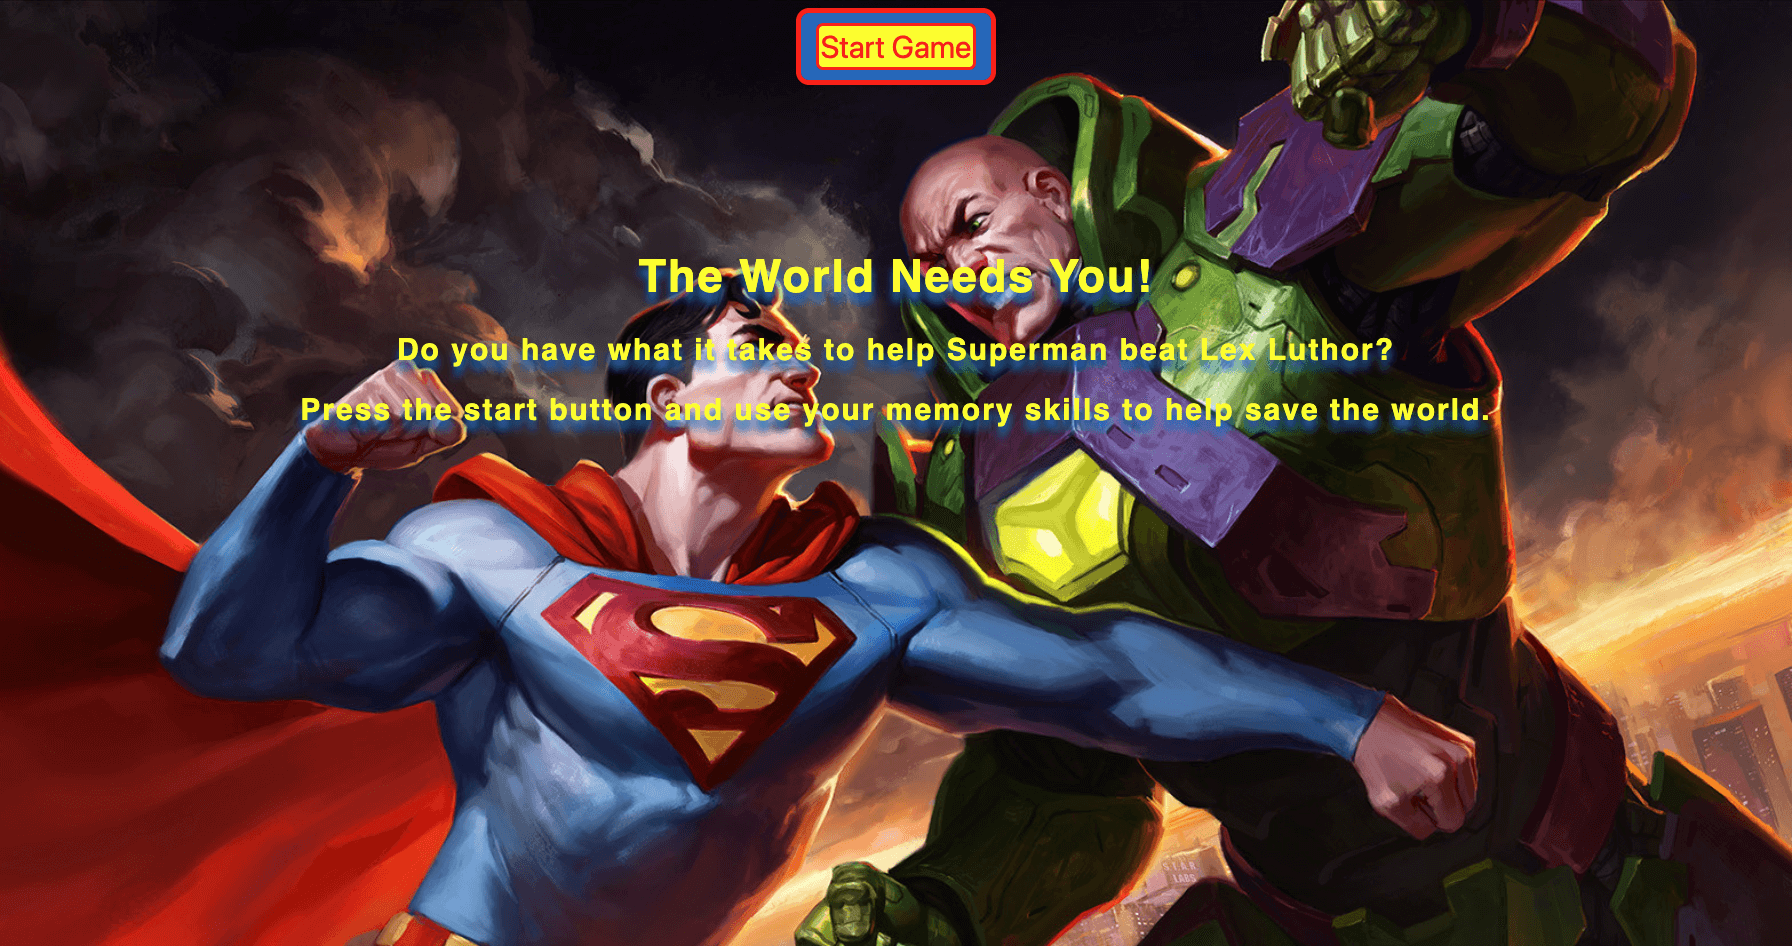 Start Game
The World Needs You!
Do you have what it takes to help Superman beat Lex Luthor?
Press the start button and use your memory skills to help save the world.
S
S.T.A.R.
LABS